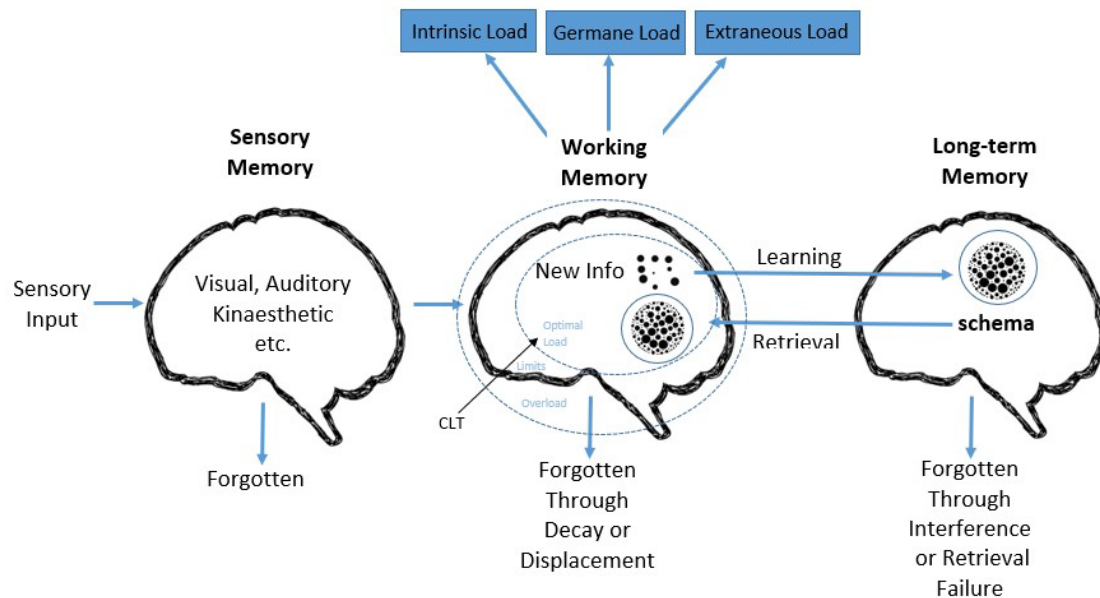 Intrinsic Load
Germane Load
Extraneous Load
Sensory
Memory
Working
Memory
Long-term
Memory
Sensory
Input
Visual, Auditory
Kinaesthetic
etc.
New Info
Optimal
Load
Limits
Overload
CLT
Learning
Retrieval
schema
Forgotten
Forgotten
Through
Decay or
Displacement
Forgotten
Through
Interference
or Retrieval
Failure